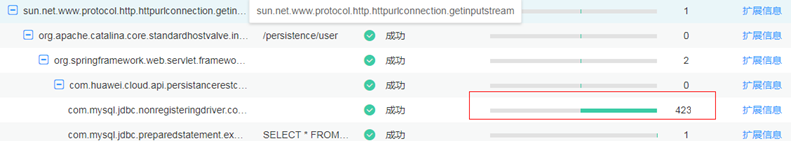 sun.net.www.protocol.http.httpurlconnection.getin... sun.net.www.protocol.http.httpurlconnection.getinputstream 1 扩展信息
org.apache.catalina.core.standardhostvalve.in... /persistence/user 成功 0 扩展信息
org.springframework.web.servlet.framewo... 成功 2 扩展信息
com.huawei.cloud.api.persistancerestc... 成功 0 扩展信息
com.mysql.jdbc.nonregisteringdriver.co... 成功 423 扩展信息
com.mysql.jdbc.preparedstatement.ex... SELECT * FROM... 成功 1 扩展信息